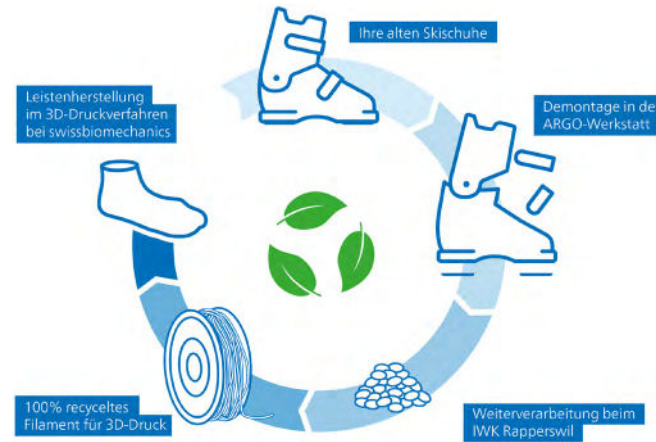 Ihre alten Skischuhe
Demontage in de
ARGO-Werkstatt
Weiterverarbeitung beim
IWK Rapperswil
100% recyceltes
Filament für 3D-Druck
Leistenherstellung
im 3D-Druckverfahren
bei swissbiomechanics